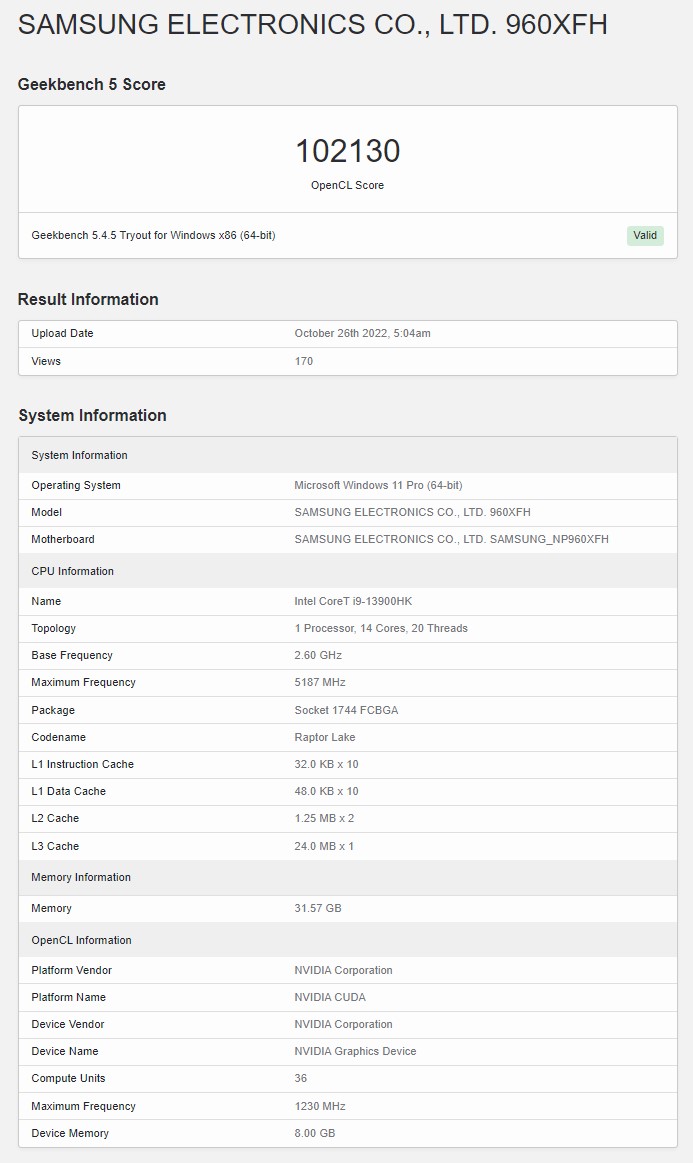 SAMSUNG ELECTRONICS CO., LTD. 960XFH
Geekbench 5 Score
102130
OpenCL Score
Geekbench 5.4.5 Tryout for Windows x86 (64-bit) Valid
Result Information
Upload Date October 26th 2022, 5:04am
Views 170
System Information
System Information
Operating System Microsoft Windows 11 Pro (64-bit)
Model SAMSUNG ELECTRONICS CO., LTD. 960XFH
Motherboard SAMSUNG ELECTRONICS CO., LTD. SAMSUNG_NP960XFH
CPU Information
Name Intel CoreT i9-13900HK
Topology 1 Processor, 14 Cores, 20 Threads
Base Frequency 2.60 GHz
Maximum Frequency 5187 MHz
Package Socket 1744 FCBGA
Codename Raptor Lake
L1 Instruction Cache 32.0 KB x 10
L1 Data Cache 48.0 KB x 10
L2 Cache 1.25 MB x 2
L3 Cache 24.0 MB x 1
Memory Information
Memory 31.57 GB
OpenCL Information
Platform Vendor NVIDIA Corporation
Platform Name NVIDIA CUDA
Device Vendor NVIDIA Corporation
Device Name NVIDIA Graphics Device
Compute Units 36
Maximum Frequency 1230 MHz
Device Memory 8.00 GB